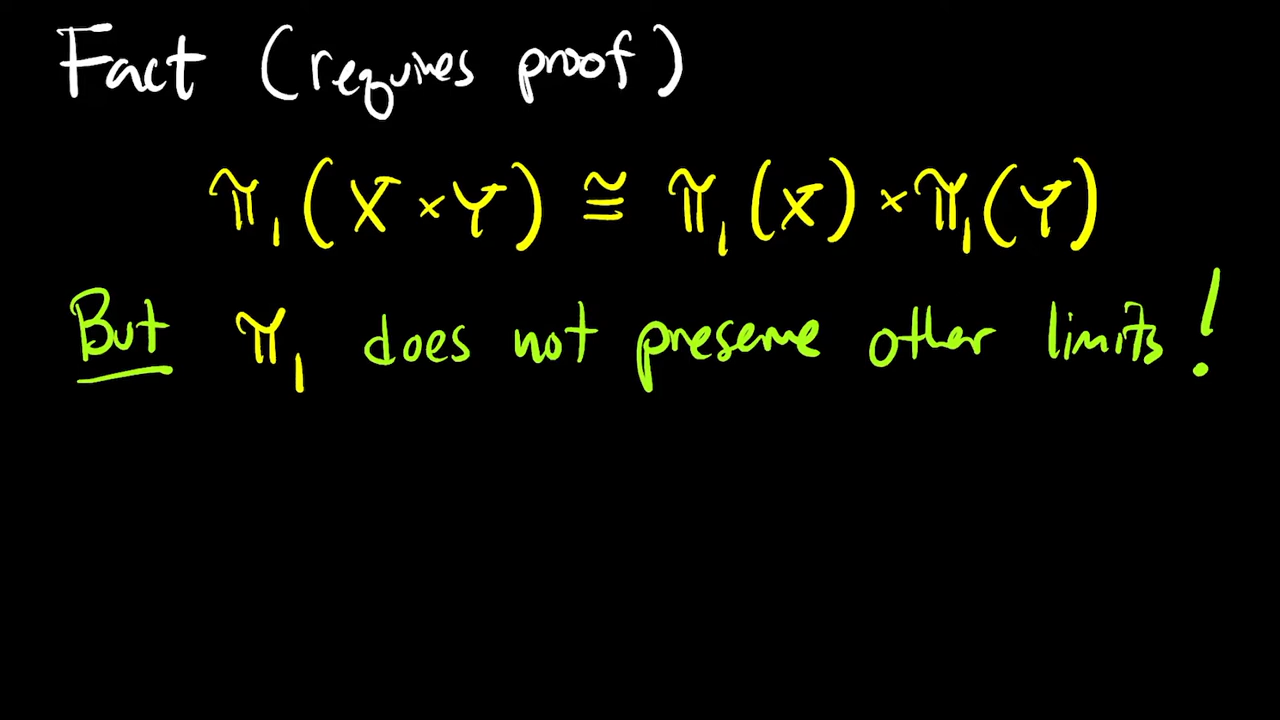 Fact (requires proof)
π₁(X×Y) ≅ π₁(X)×π₁(Y)
But π₁ does not preserve other limits!